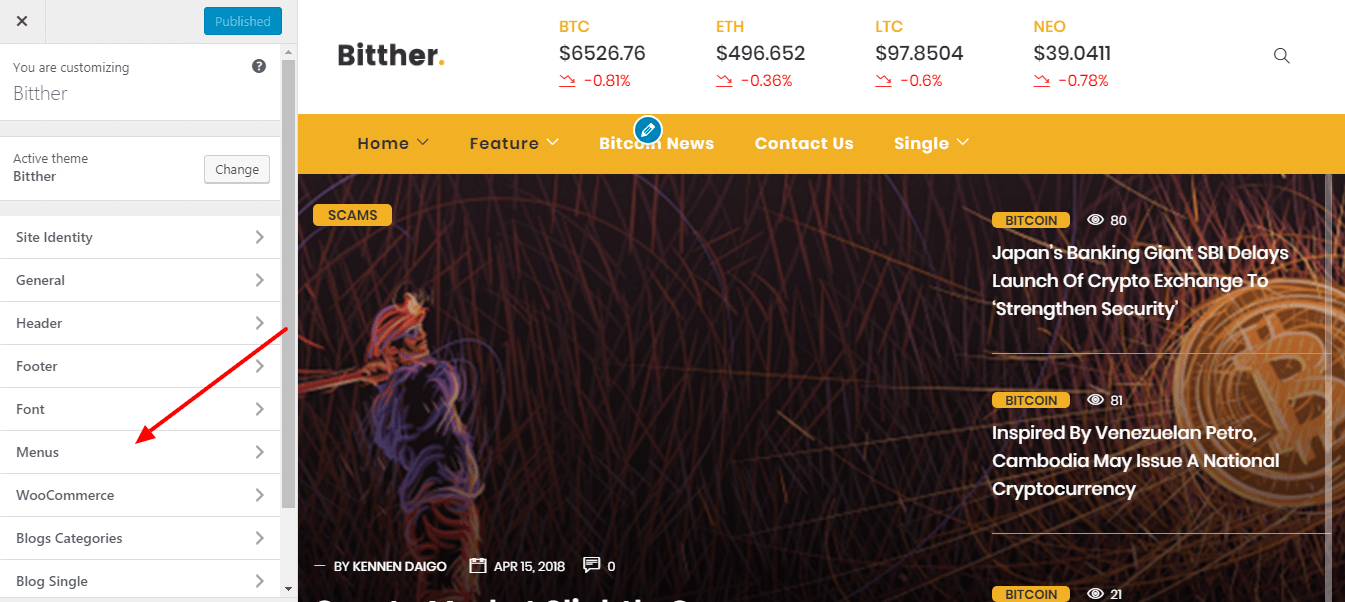 Published
You are customizing
Bitther
Active theme
Bitther
Change
Site Identity
General
Header
Footer
Font
Menus
WooCommerce
Blogs Categories
Blog Single
Bitther.
BTC
$6526.76
-0.81%
ETH
$496.652
-0.36%
LTC
$97.8504
-0.6%
NEO
$39.0411
-0.78%
Home
Feature
Bitcoin News
Contact Us
Single
SCAMS
— BY KENNEN DAIGO
APR 15, 2018
0
BITCOIN
80
Japan's Banking Giant SBI Delays
Launch Of Crypto Exchange To
‘Strengthen Security’
BITCOIN
81
Inspired By Venezuelan Petro,
Cambodia May Issue A National
Cryptocurrency
BITCOIN
21